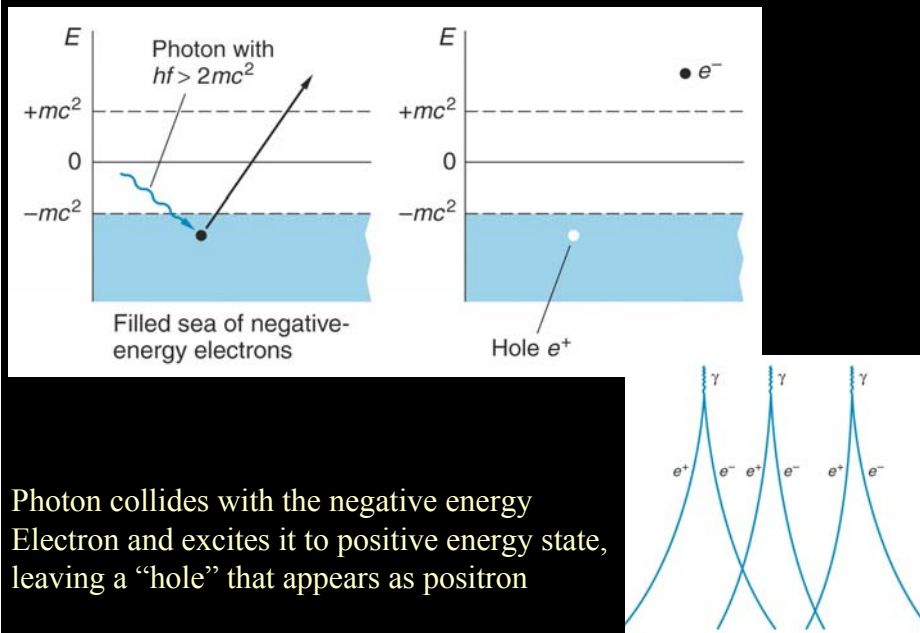 E
Photon with
hf > 2mc²
+mc²
0
−mc²
Filled sea of negative-
energy electrons
E
e⁻
+mc²
0
−mc²
Hole e⁺
γ γ γ
e⁺ e⁻ e⁺ e⁻ e⁺ e⁻
Photon collides with the negative energy
Electron and excites it to positive energy state,
leaving a “hole” that appears as positron